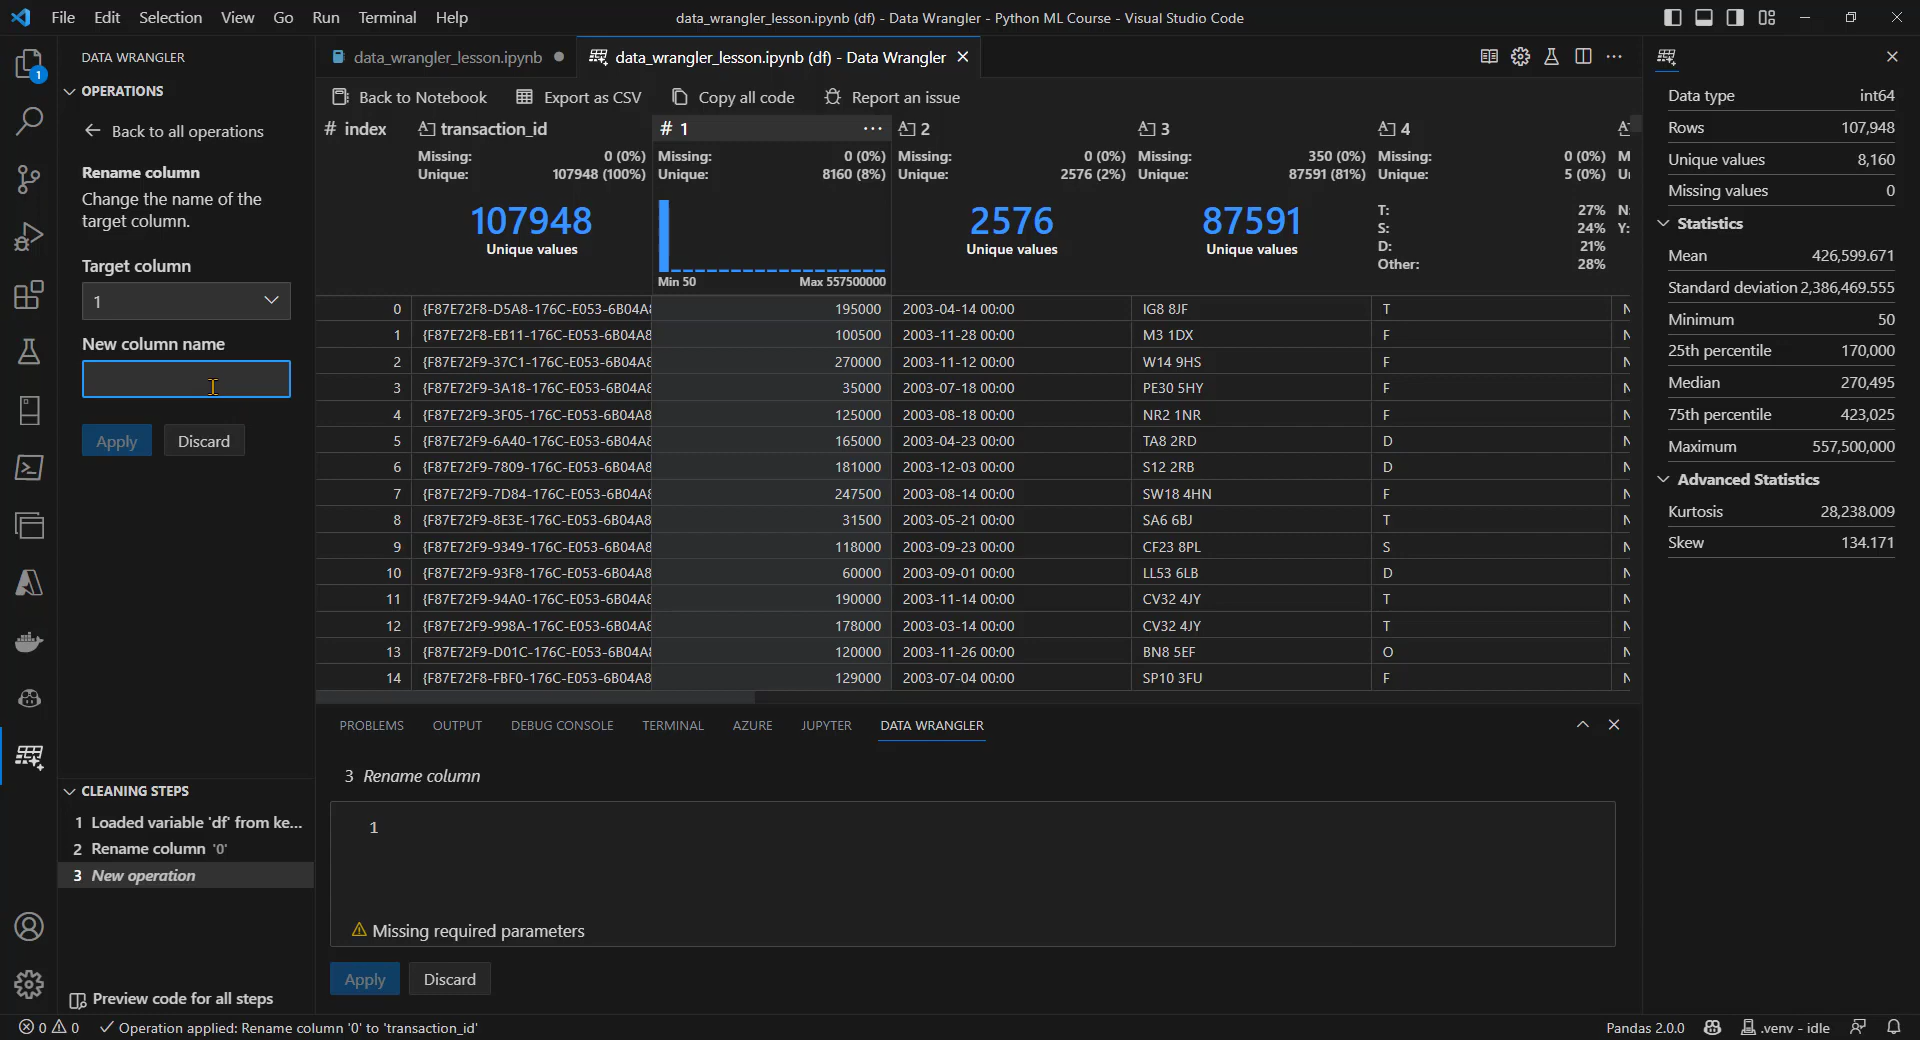 File Edit Selection View Go Run Terminal Help
data_wrangler_lesson.ipynb (df) - Data Wrangler - Python ML Course - Visual Studio Code
1
DATA WRANGLER
OPERATIONS
Back to all operations
Rename column
Change the name of the
target column.
Target column
1
New column name
Apply Discard
CLEANING STEPS
1 Loaded variable 'df' from ke...
2 Rename column '0'
3 New operation
Preview code for all steps
data_wrangler_lesson.ipynb
data_wrangler_lesson.ipynb (df) - Data Wrangler
Back to Notebook Export as CSV Copy all code Report an issue
# index transaction_id # 1 ... 2 3 4
Missing: 0 (0%) Missing: 0 (0%) Missing: 0 (0%) Missing: 350 (0%) Missing: 0 (0%) M
Unique: 107948 (100%) Unique: 8160 (8%) Unique: 2576 (2%) Unique: 87591 (81%) Unique: 5 (0%) U
107948 2576 87591
Unique values Unique values Unique values
T: 27% N:
S: 24% Y:
D: 21%
Other: 28%
Min 50 Max 557500000
0 {F87E72F8-D5A8-176C-E053-6B04A8 195000 2003-04-14 00:00 IG8 8JF T N
1 {F87E72F8-EB11-176C-E053-6B04A8 100500 2003-11-28 00:00 M3 1DX F N
2 {F87E72F9-37C1-176C-E053-6B04A8 270000 2003-11-12 00:00 W14 9HS F N
3 {F87E72F9-3A18-176C-E053-6B04A8 35000 2003-07-18 00:00 PE30 5HY F N
4 {F87E72F9-3F05-176C-E053-6B04A8 125000 2003-08-18 00:00 NR2 1NR F N
5 {F87E72F9-6A40-176C-E053-6B04A8 165000 2003-04-23 00:00 TA8 2RD D N
6 {F87E72F9-7809-176C-E053-6B04A8 181000 2003-12-03 00:00 S12 2RB D N
7 {F87E72F9-7D84-176C-E053-6B04A8 247500 2003-08-14 00:00 SW18 4HN F N
8 {F87E72F9-8E3E-176C-E053-6B04A8 31500 2003-05-21 00:00 SA6 6BJ T N
9 {F87E72F9-9349-176C-E053-6B04A8 118000 2003-09-23 00:00 CF23 8PL S N
10 {F87E72F9-93F8-176C-E053-6B04A8 60000 2003-09-01 00:00 LL53 6LB D N
11 {F87E72F9-94A0-176C-E053-6B04A8 190000 2003-11-14 00:00 CV32 4JY T N
12 {F87E72F9-998A-176C-E053-6B04A8 178000 2003-03-14 00:00 CV32 4JY T N
13 {F87E72F9-D01C-176C-E053-6B04A8 120000 2003-11-26 00:00 BN8 5EF O N
14 {F87E72F8-FBF0-176C-E053-6B04A8 129000 2003-07-04 00:00 SP10 3FU F N
PROBLEMS OUTPUT DEBUG CONSOLE TERMINAL AZURE JUPYTER DATA WRANGLER
3 Rename column
1
Missing required parameters
Apply Discard
Data type int64
Rows 107,948
Unique values 8,160
Missing values 0
Statistics
Mean 426,599.671
Standard deviation 2,386,469.555
Minimum 50
25th percentile 170,000
Median 270,495
75th percentile 423,025
Maximum 557,500,000
Advanced Statistics
Kurtosis 28,238.009
Skew 134.171
0 0 Operation applied: Rename column '0' to 'transaction_id'
Pandas 2.0.0 .venv - idle